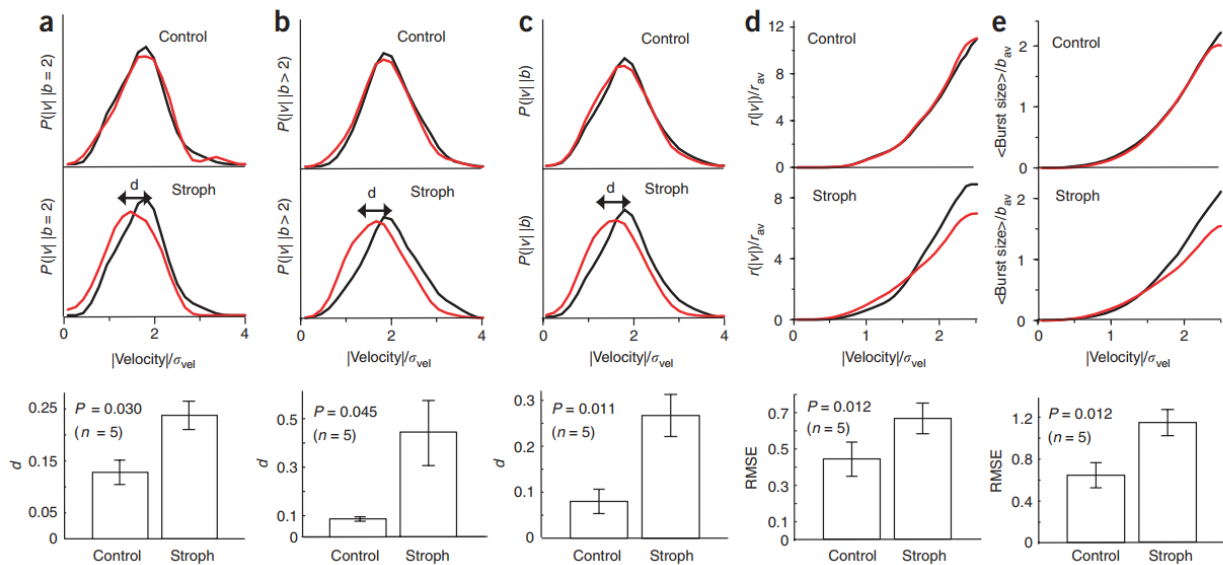 a
Control
P(|v||b = 2)
d
Stroph
P(|v||b = 2)
0 2 4
|Velocity|/σvel
0.25
0.15
0.05
0
d
P = 0.030
(n = 5)
Control Stroph
b
Control
P(|v||b > 2)
d
Stroph
P(|v||b > 2)
0 2 4
|Velocity|/σvel
0.5
0.3
0.1
0
d
P = 0.045
(n = 5)
Control Stroph
c
Control
P(|v||b)
d
Stroph
P(|v||b)
0 2 4
|Velocity|/σvel
0.3
0.2
0.1
0
d
P = 0.011
(n = 5)
Control Stroph
d
12
8
4
0
r(|v|)/rav
Control
8
4
0
r(|v|)/rav
Stroph
0 1 2
|Velocity|/σvel
0.7
0.5
0.3
0
RMSE
P = 0.012
(n = 5)
Control Stroph
e
2
1
0
<Burst size>/bav
Control
2
1
0
<Burst size>/bav
Stroph
0 1 2
|Velocity|/σvel
1.2
0.8
0.4
0
RMSE
P = 0.012
(n = 5)
Control Stroph